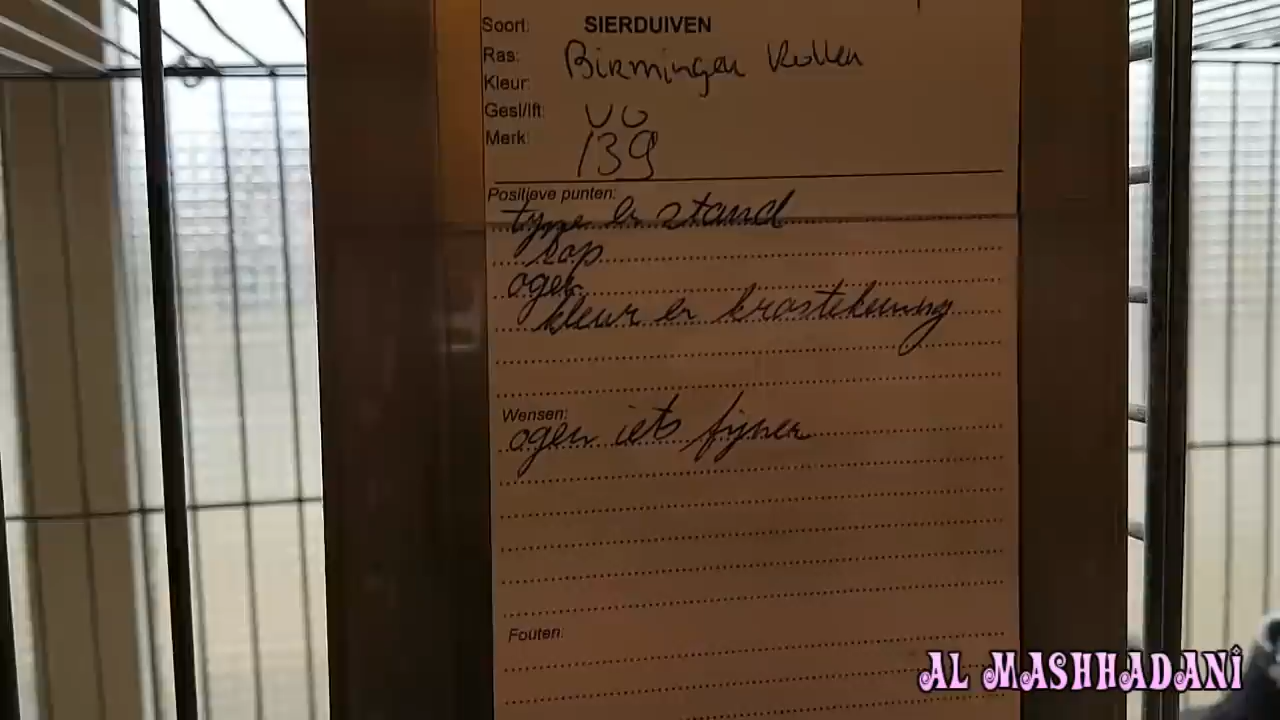 Soort: SIERDUIVEN
Ras: Birmingen Roller
Kleur:
Gesl/lft: VO
Merk: 139
Positieve punten:
type en stand
kop
ogen
kleur en krastekening
Wensen:
ogen iets fijner
Fouten:
AL MASHHADANI